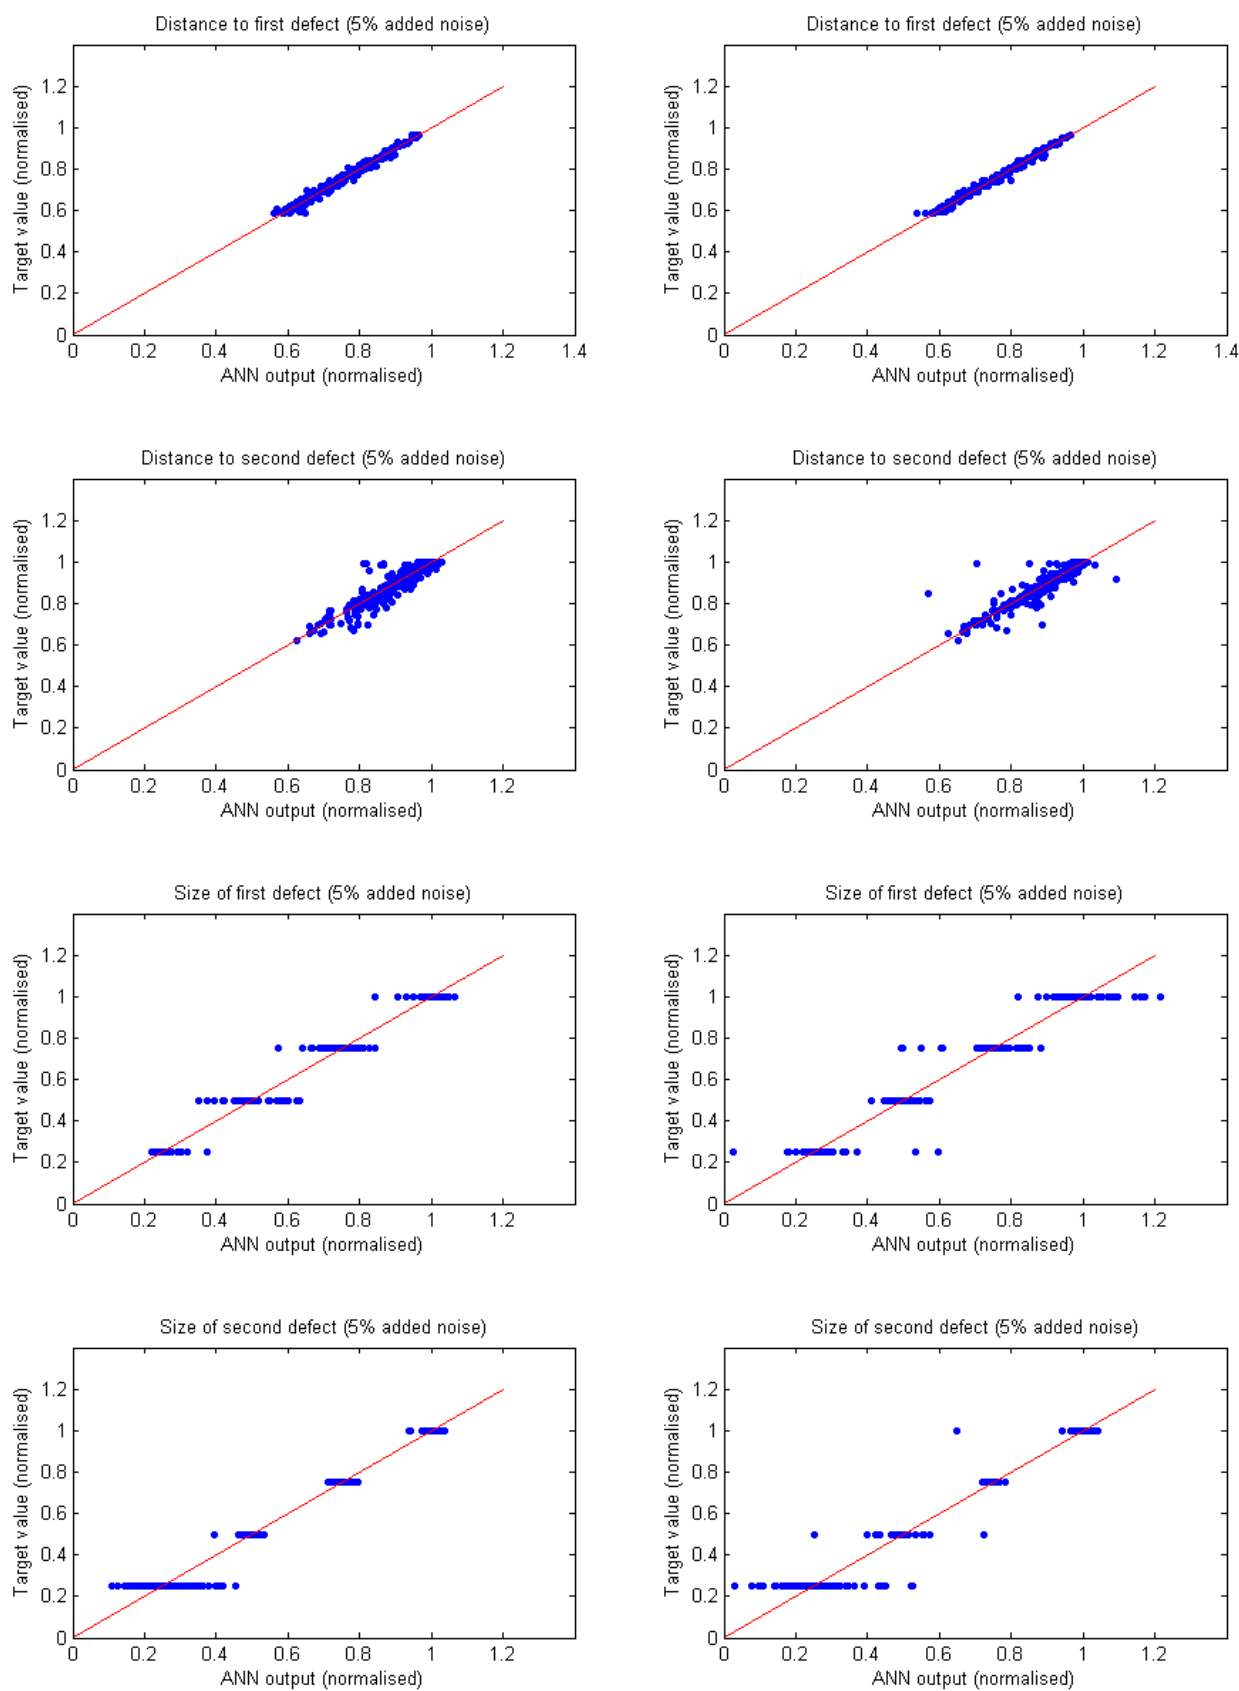 Distance to first defect (5% added noise)
Target value (normalised)
1.2
1
0.8
0.6
0.4
0.2
0
0 0.2 0.4 0.6 0.8 1 1.2 1.4
ANN output (normalised)
Distance to first defect (5% added noise)
Target value (normalised)
1.2
1
0.8
0.6
0.4
0.2
0
0 0.2 0.4 0.6 0.8 1 1.2 1.4
ANN output (normalised)
Distance to second defect (5% added noise)
Target value (normalised)
1.2
1
0.8
0.6
0.4
0.2
0
0 0.2 0.4 0.6 0.8 1 1.2
ANN output (normalised)
Distance to second defect (5% added noise)
Target value (normalised)
1.2
1
0.8
0.6
0.4
0.2
0
0 0.2 0.4 0.6 0.8 1 1.2
ANN output (normalised)
Size of first defect (5% added noise)
Target value (normalised)
1.2
1
0.8
0.6
0.4
0.2
0
0 0.2 0.4 0.6 0.8 1 1.2
ANN output (normalised)
Size of first defect (5% added noise)
Target value (normalised)
1.2
1
0.8
0.6
0.4
0.2
0
0 0.2 0.4 0.6 0.8 1 1.2
ANN output (normalised)
Size of second defect (5% added noise)
Target value (normalised)
1.2
1
0.8
0.6
0.4
0.2
0
0 0.2 0.4 0.6 0.8 1 1.2
ANN output (normalised)
Size of second defect (5% added noise)
Target value (normalised)
1.2
1
0.8
0.6
0.4
0.2
0
0 0.2 0.4 0.6 0.8 1 1.2
ANN output (normalised)